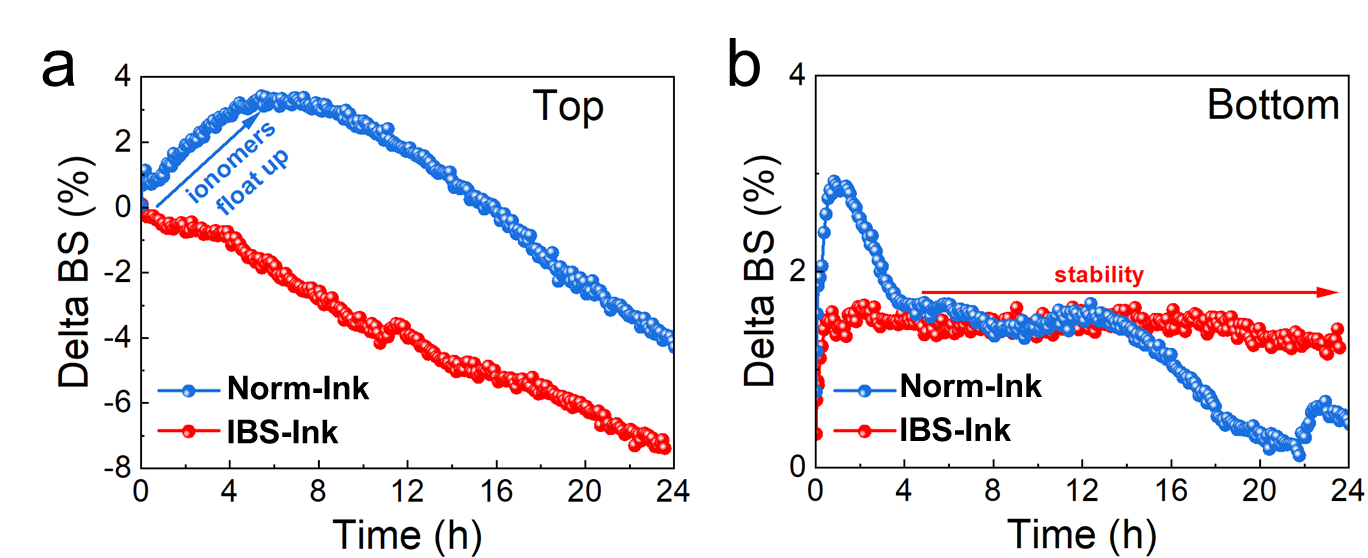 a
4
2
0
-2
-4
-6
-8
Delta BS (%)
Top
ionomers
float up
Norm-Ink
IBS-Ink
0 4 8 12 16 20 24
Time (h)
b
4
2
0
Delta BS (%)
Bottom
stability
Norm-Ink
IBS-Ink
0 4 8 12 16 20 24
Time (h)